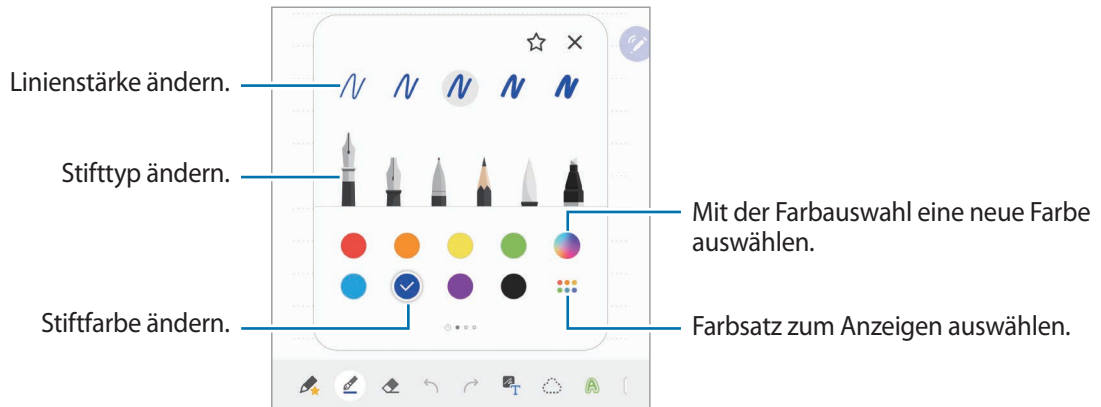 Linienstärke ändern.
Stifttyp ändern.
Stiftfarbe ändern.
Mit der Farbauswahl eine neue Farbe
auswählen.
Farbsatz zum Anzeigen auswählen.